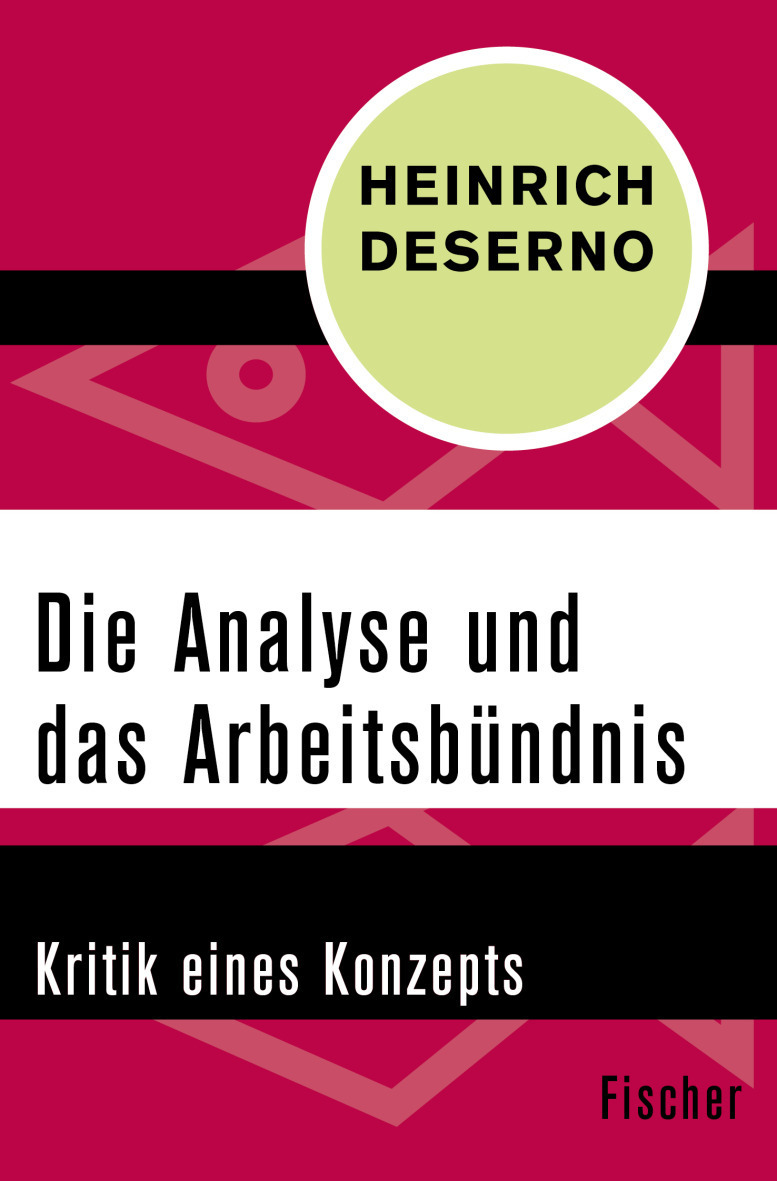 HEINRICH
DESERNO
Die Analyse und
das Arbeitsbündnis
Kritik eines Konzepts
Fischer